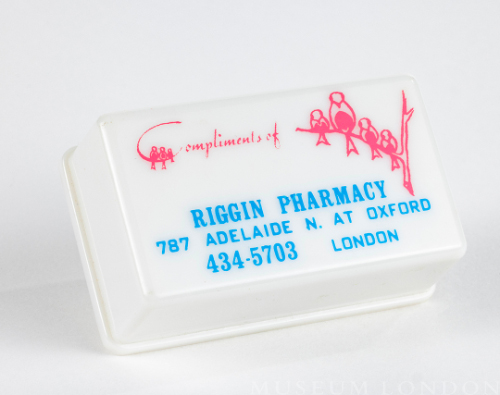 Compliments of
RIGGIN PHARMACY
787 ADELAIDE N. AT OXFORD
434-5703 LONDON
MUSEUM LONDON